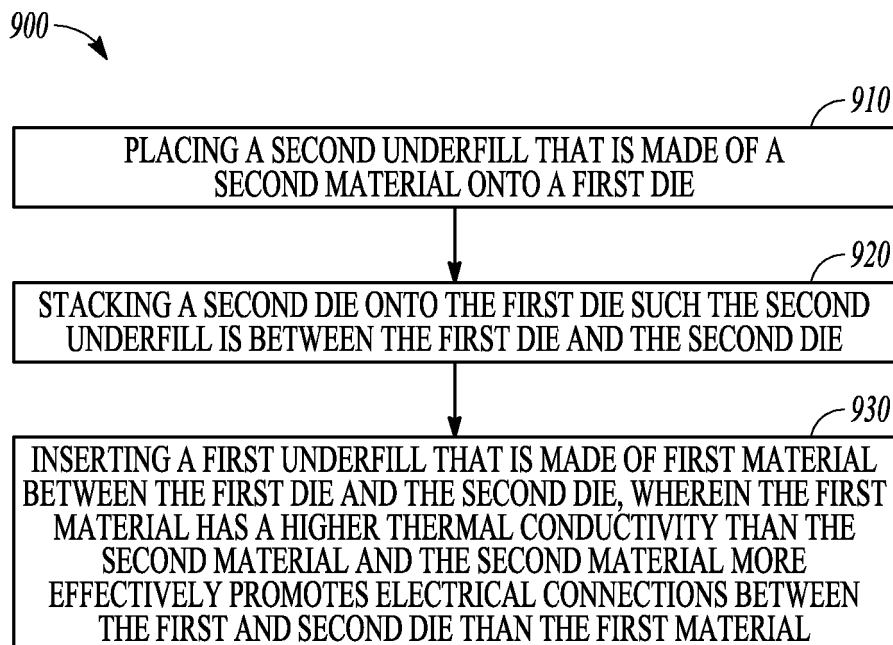 900
910
PLACING A SECOND UNDERFILL THAT IS MADE OF A
SECOND MATERIAL ONTO A FIRST DIE
920
STACKING A SECOND DIE ONTO THE FIRST DIE SUCH THE SECOND
UNDERFILL IS BETWEEN THE FIRST DIE AND THE SECOND DIE
930
INSERTING A FIRST UNDERFILL THAT IS MADE OF FIRST MATERIAL
BETWEEN THE FIRST DIE AND THE SECOND DIE, WHEREIN THE FIRST
MATERIAL HAS A HIGHER THERMAL CONDUCTIVITY THAN THE
SECOND MATERIAL AND THE SECOND MATERIAL MORE
EFFECTIVELY PROMOTES ELECTRICAL CONNECTIONS BETWEEN
THE FIRST AND SECOND DIE THAN THE FIRST MATERIAL